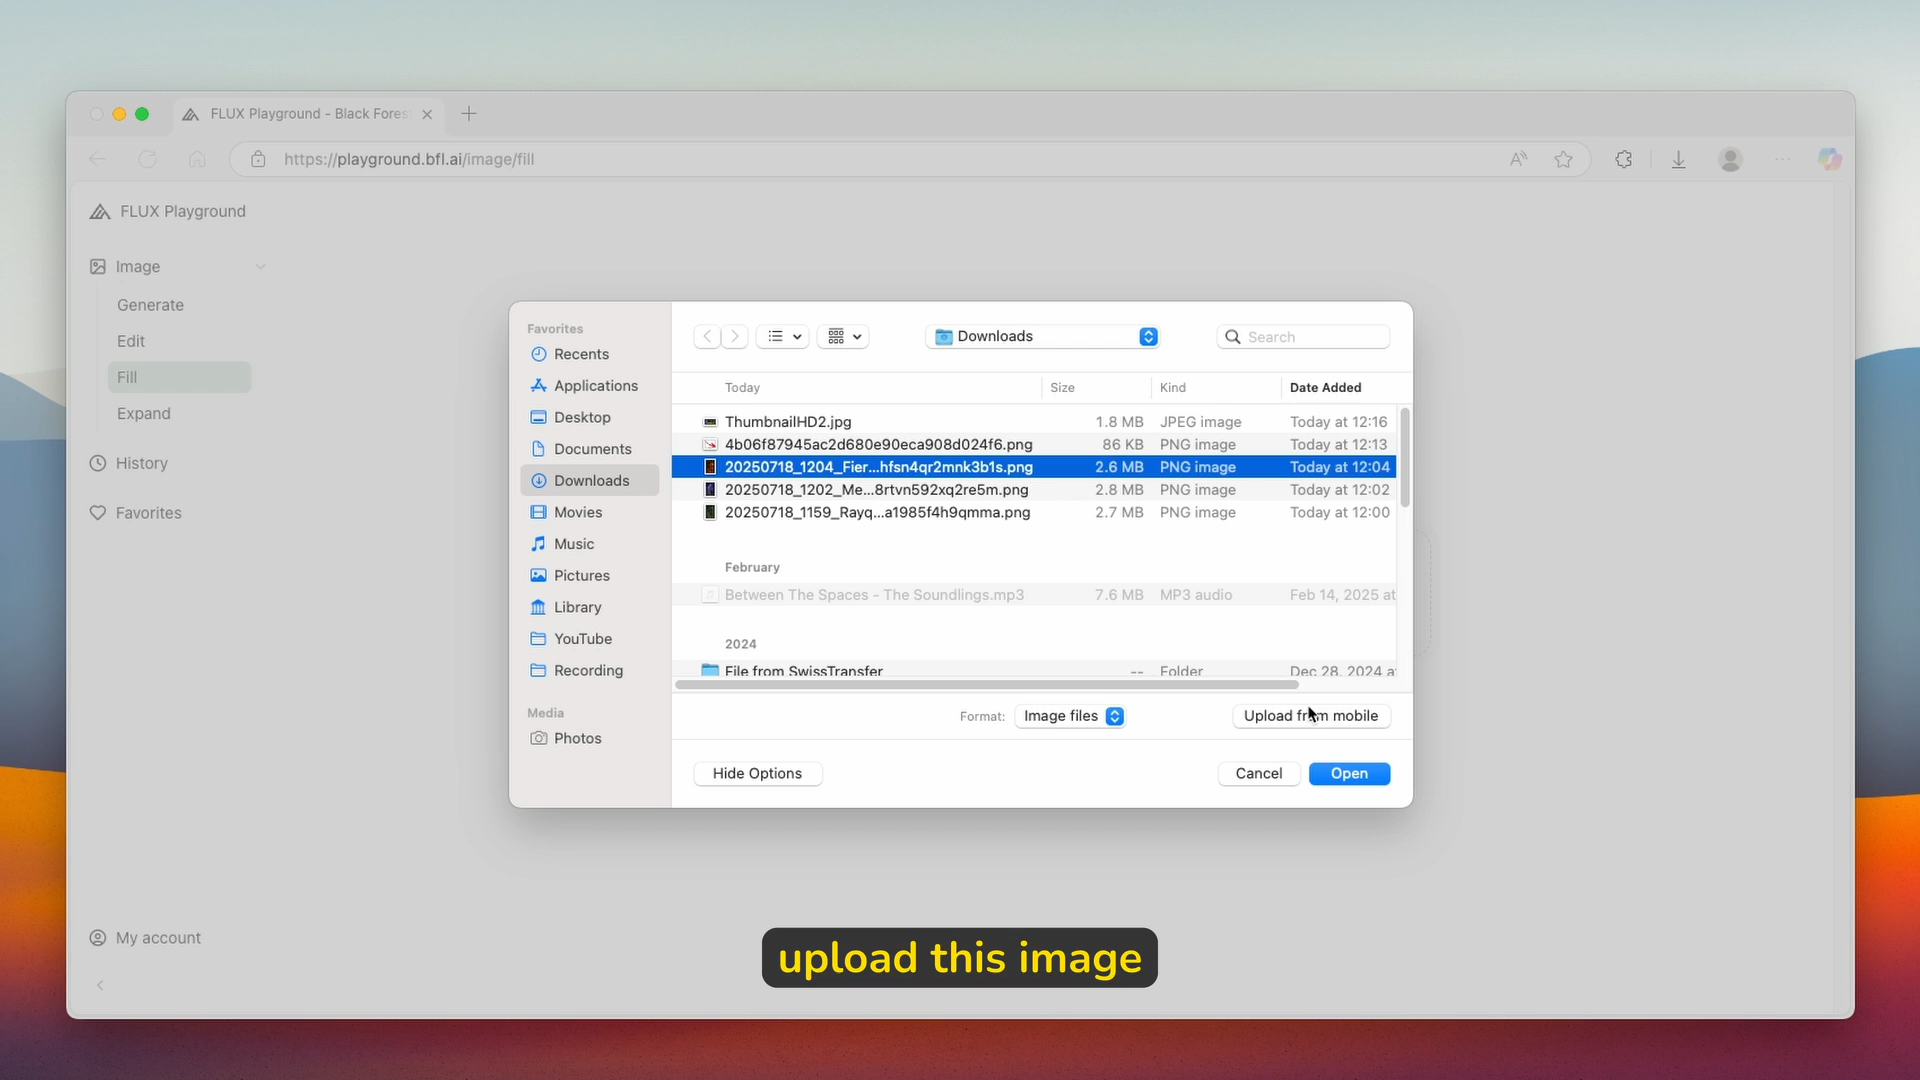 FLUX Playground - Black Fores
https://playground.bfl.ai/image/fill
FLUX Playground
Image
Generate
Edit
Fill
Expand
History
Favorites
My account
Favorites
Recents
Applications
Desktop
Documents
Downloads
Movies
Music
Pictures
Library
YouTube
Recording
Media
Photos
Downloads
Search
Today Size Kind Date Added
ThumbnailHD2.jpg 1.8 MB JPEG image Today at 12:16
4b06f87945ac2d680e90eca908d024f6.png 86 KB PNG image Today at 12:13
20250718_1204_Fier...hfsn4qr2mnk3b1s.png 2.6 MB PNG image Today at 12:04
20250718_1202_Me...8rtvn592xq2re5m.png 2.8 MB PNG image Today at 12:02
20250718_1159_Rayq...a1985f4h9qmma.png 2.7 MB PNG image Today at 12:00
February
Between The Spaces - The Soundlings.mp3 7.6 MB MP3 audio Feb 14, 2025 at
2024
File from SwissTransfer -- Folder Dec 28, 2024 a
Format: Image files Upload from mobile
Hide Options Cancel Open
upload this image